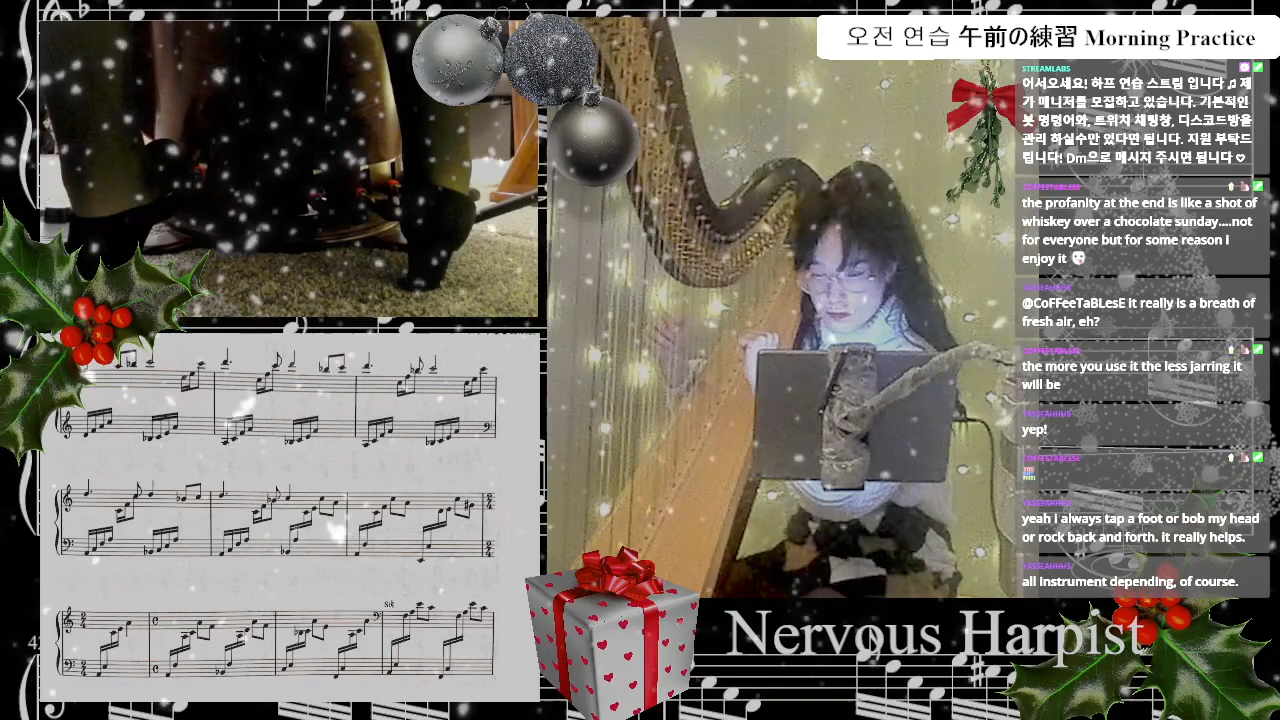 오전 연습 午前の練習 Morning Practice
STREAMLABS
어서오세요! 하프 연습 스트림 입니다 ♫ 제
가 매니저를 모집하고 있습니다. 기본적인
봇 명령어와, 트위치 채팅창, 디스코드방을
관리 하실수만 있다면 됩니다. 지원 부탁드
립니다! Dm으로 메시지 주시면 됩니다 ♡
COFFEETABLESE
the profanity at the end is like a shot of
whiskey over a chocolate sunday....not
for everyone but for some reason I
enjoy it
YASSEAHHHS
@CoFFeeTaBLesE It really is a breath of
fresh air, eh?
COFFEETABLESE
the more you use it the less jarring it
will be
YASSEAHHHS
yep!
COFFEETABLESE
YASSEAHHHS
yeah I always tap a foot or bob my head
or rock back and forth. It really helps.
YASSEAHHHS
all instrument depending, of course.
Nervous Harpist